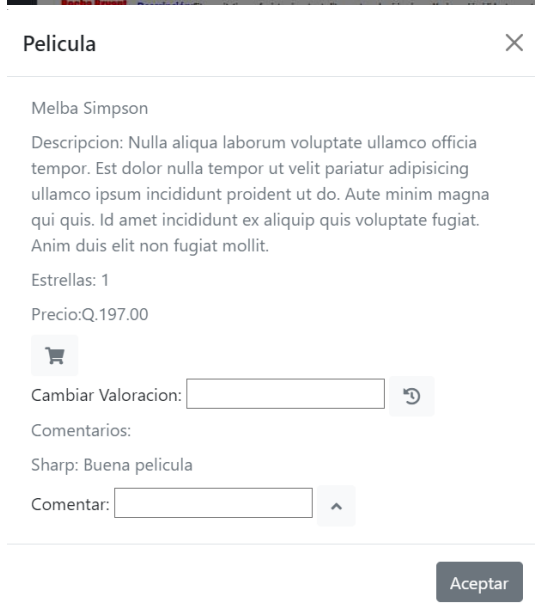 Pelicula
Melba Simpson
Descripcion: Nulla aliqua laborum voluptate ullamco officia
tempor. Est dolor nulla tempor ut velit pariatur adipisicing
ullamco ipsum incididunt proident ut do. Aute minim magna
qui quis. Id amet incididunt ex aliquip quis voluptate fugiat.
Anim duis elit non fugiat mollit.
Estrellas: 1
Precio:Q.197.00
Cambiar Valoracion:
Comentarios:
Sharp: Buena pelicula
Comentar:
Aceptar